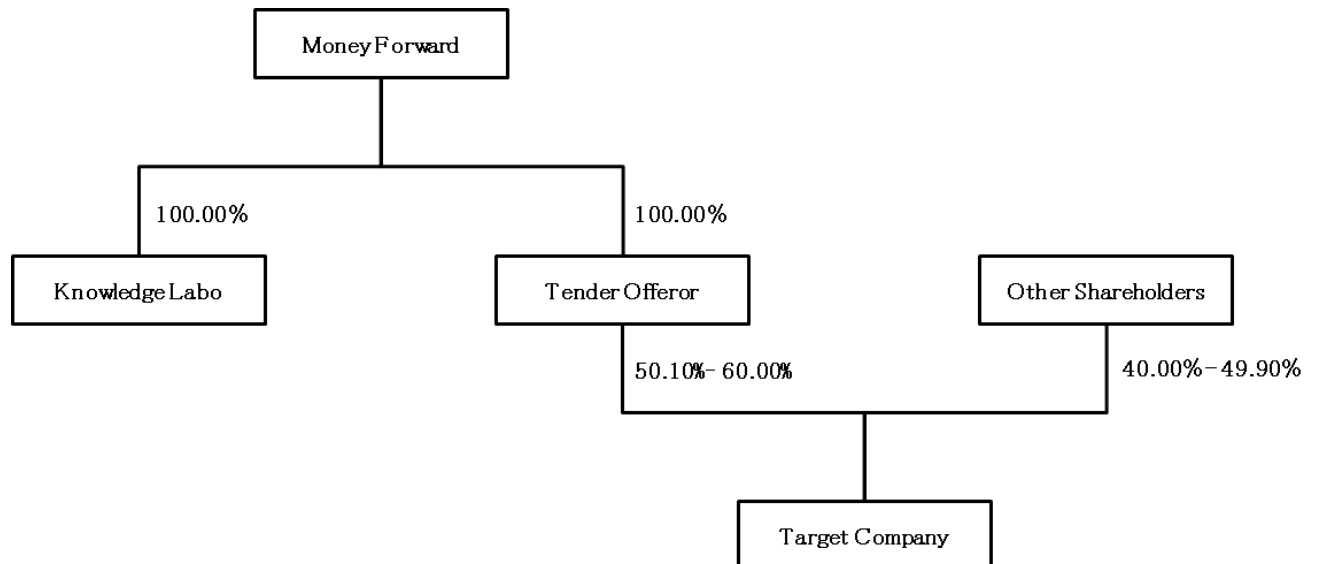 Money Forward
100.00%
100.00%
Knowledge Labo
Tender Offeror
Other Shareholders
50.10%-60.00%
40.00%-49.90%
Target Company